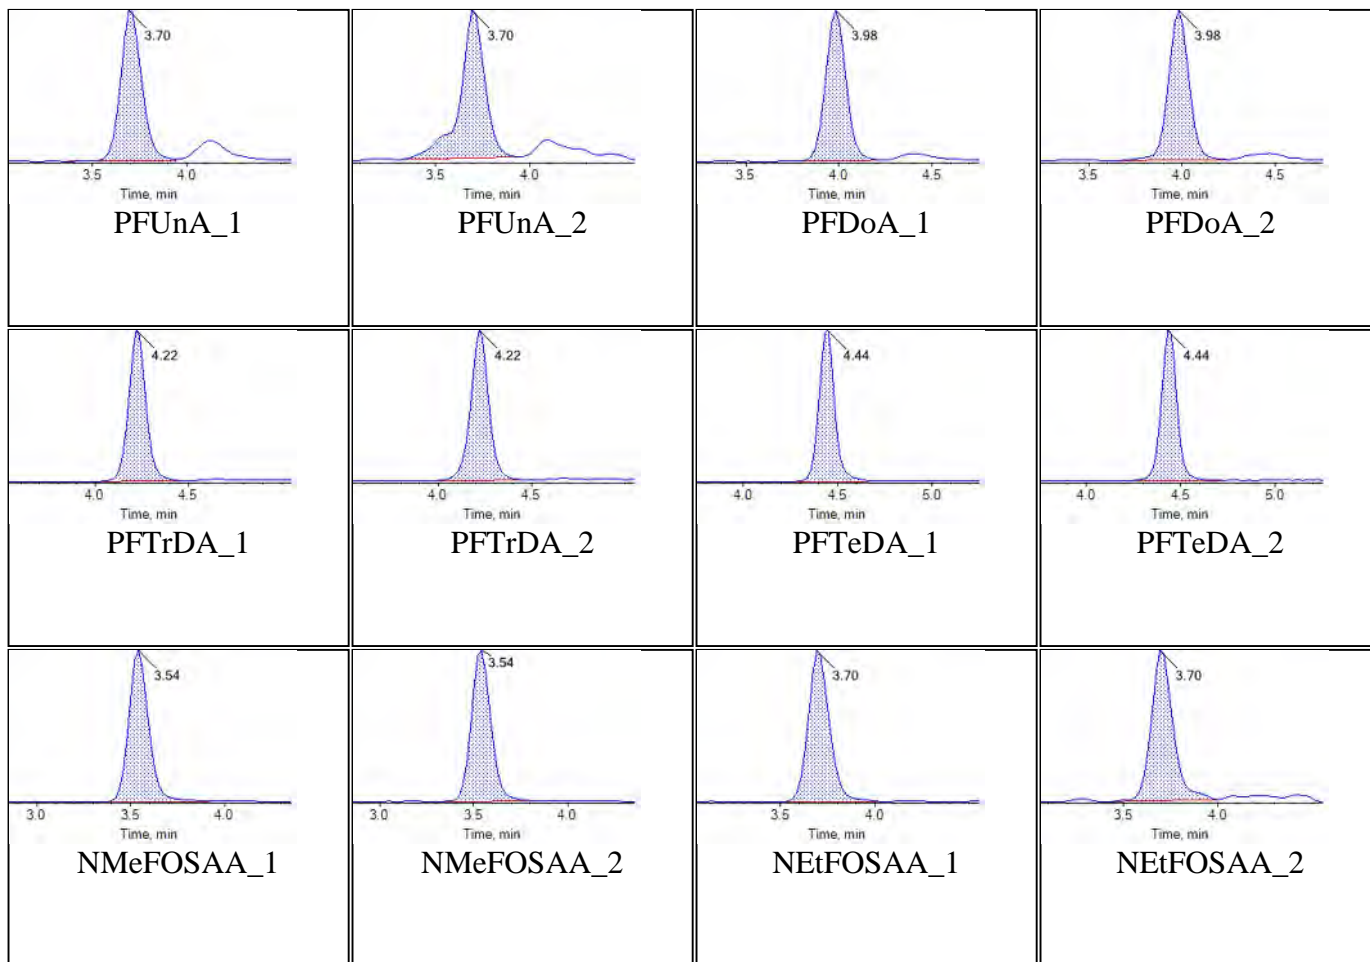 3.70
3.5 4.0
Time, min
PFUnA_1
3.70
3.5 4.0
Time, min
PFUnA_2
3.98
3.5 4.0 4.5
Time, min
PFDoA_1
3.98
3.5 4.0 4.5
Time, min
PFDoA_2
4.22
4.0 4.5
Time, min
PFTrDA_1
4.22
4.0 4.5
Time, min
PFTrDA_2
4.44
4.0 4.5 5.0
Time, min
PFTeDA_1
4.44
4.0 4.5 5.0
Time, min
PFTeDA_2
3.54
3.0 3.5 4.0
Time, min
NMeFOSAA_1
3.54
3.0 3.5 4.0
Time, min
NMeFOSAA_2
3.70
3.5 4.0
Time, min
NEtFOSAA_1
3.70
3.5 4.0
Time, min
NEtFOSAA_2